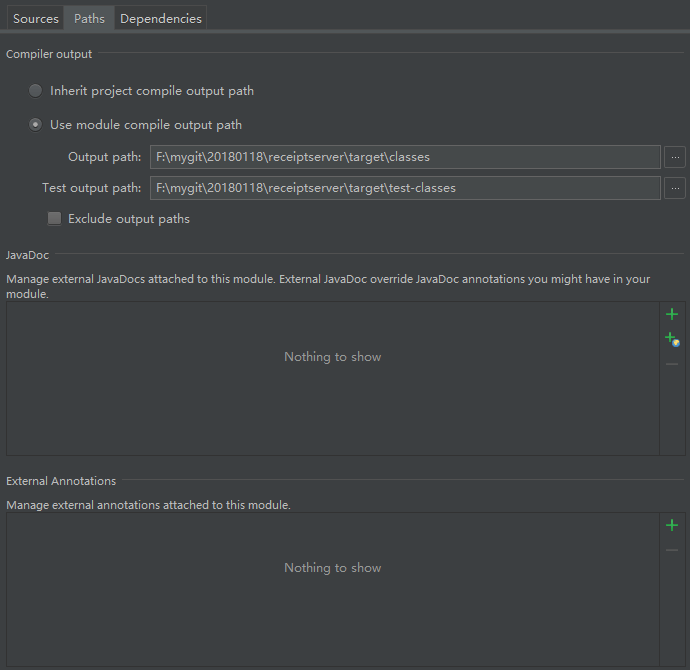 Sources Paths Dependencies
Compiler output
Inherit project compile output path
Use module compile output path
Output path: F:\mygit\20180118\receiptserver\target\classes ...
Test output path: F:\mygit\20180118\receiptserver\target\test-classes ...
Exclude output paths
JavaDoc
Manage external JavaDocs attached to this module. External JavaDoc override JavaDoc annotations you might have in your
module.
Nothing to show
External Annotations
Manage external annotations attached to this module.
Nothing to show